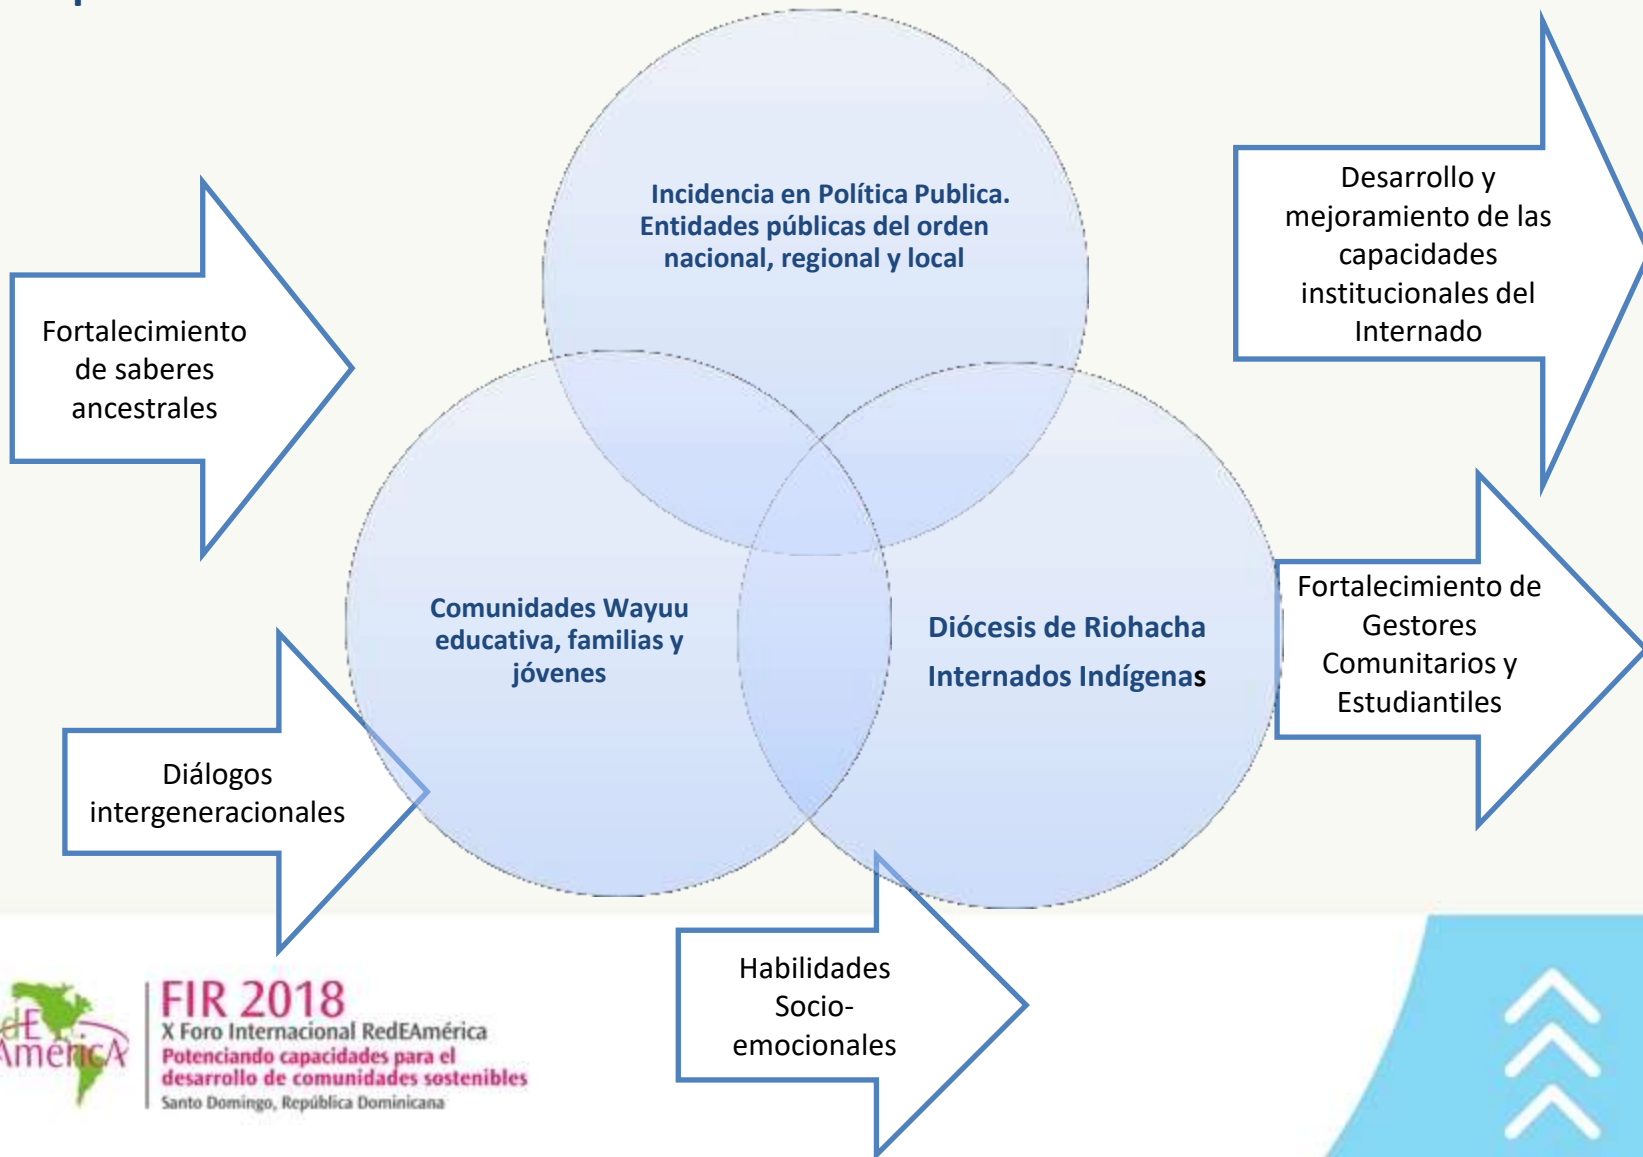 Incidencia en Política Publica.
Entidades públicas del orden
nacional, regional y local
Desarrollo y
mejoramiento de las
capacidades
institucionales del
Internado
Fortalecimiento
de saberes
ancestrales
Comunidades Wayuu
educativa, familias y
jóvenes
Diócesis de Riohacha
Internados Indígenas
Fortalecimiento de
Gestores
Comunitarios y
Estudiantiles
Diálogos
intergeneracionales
Habilidades
Socio-
emocionales
dE
AméricA
FIR 2018
X Foro Internacional RedEAmérica
Potenciando capacidades para el
desarrollo de comunidades sostenibles
Santo Domingo, República Dominicana